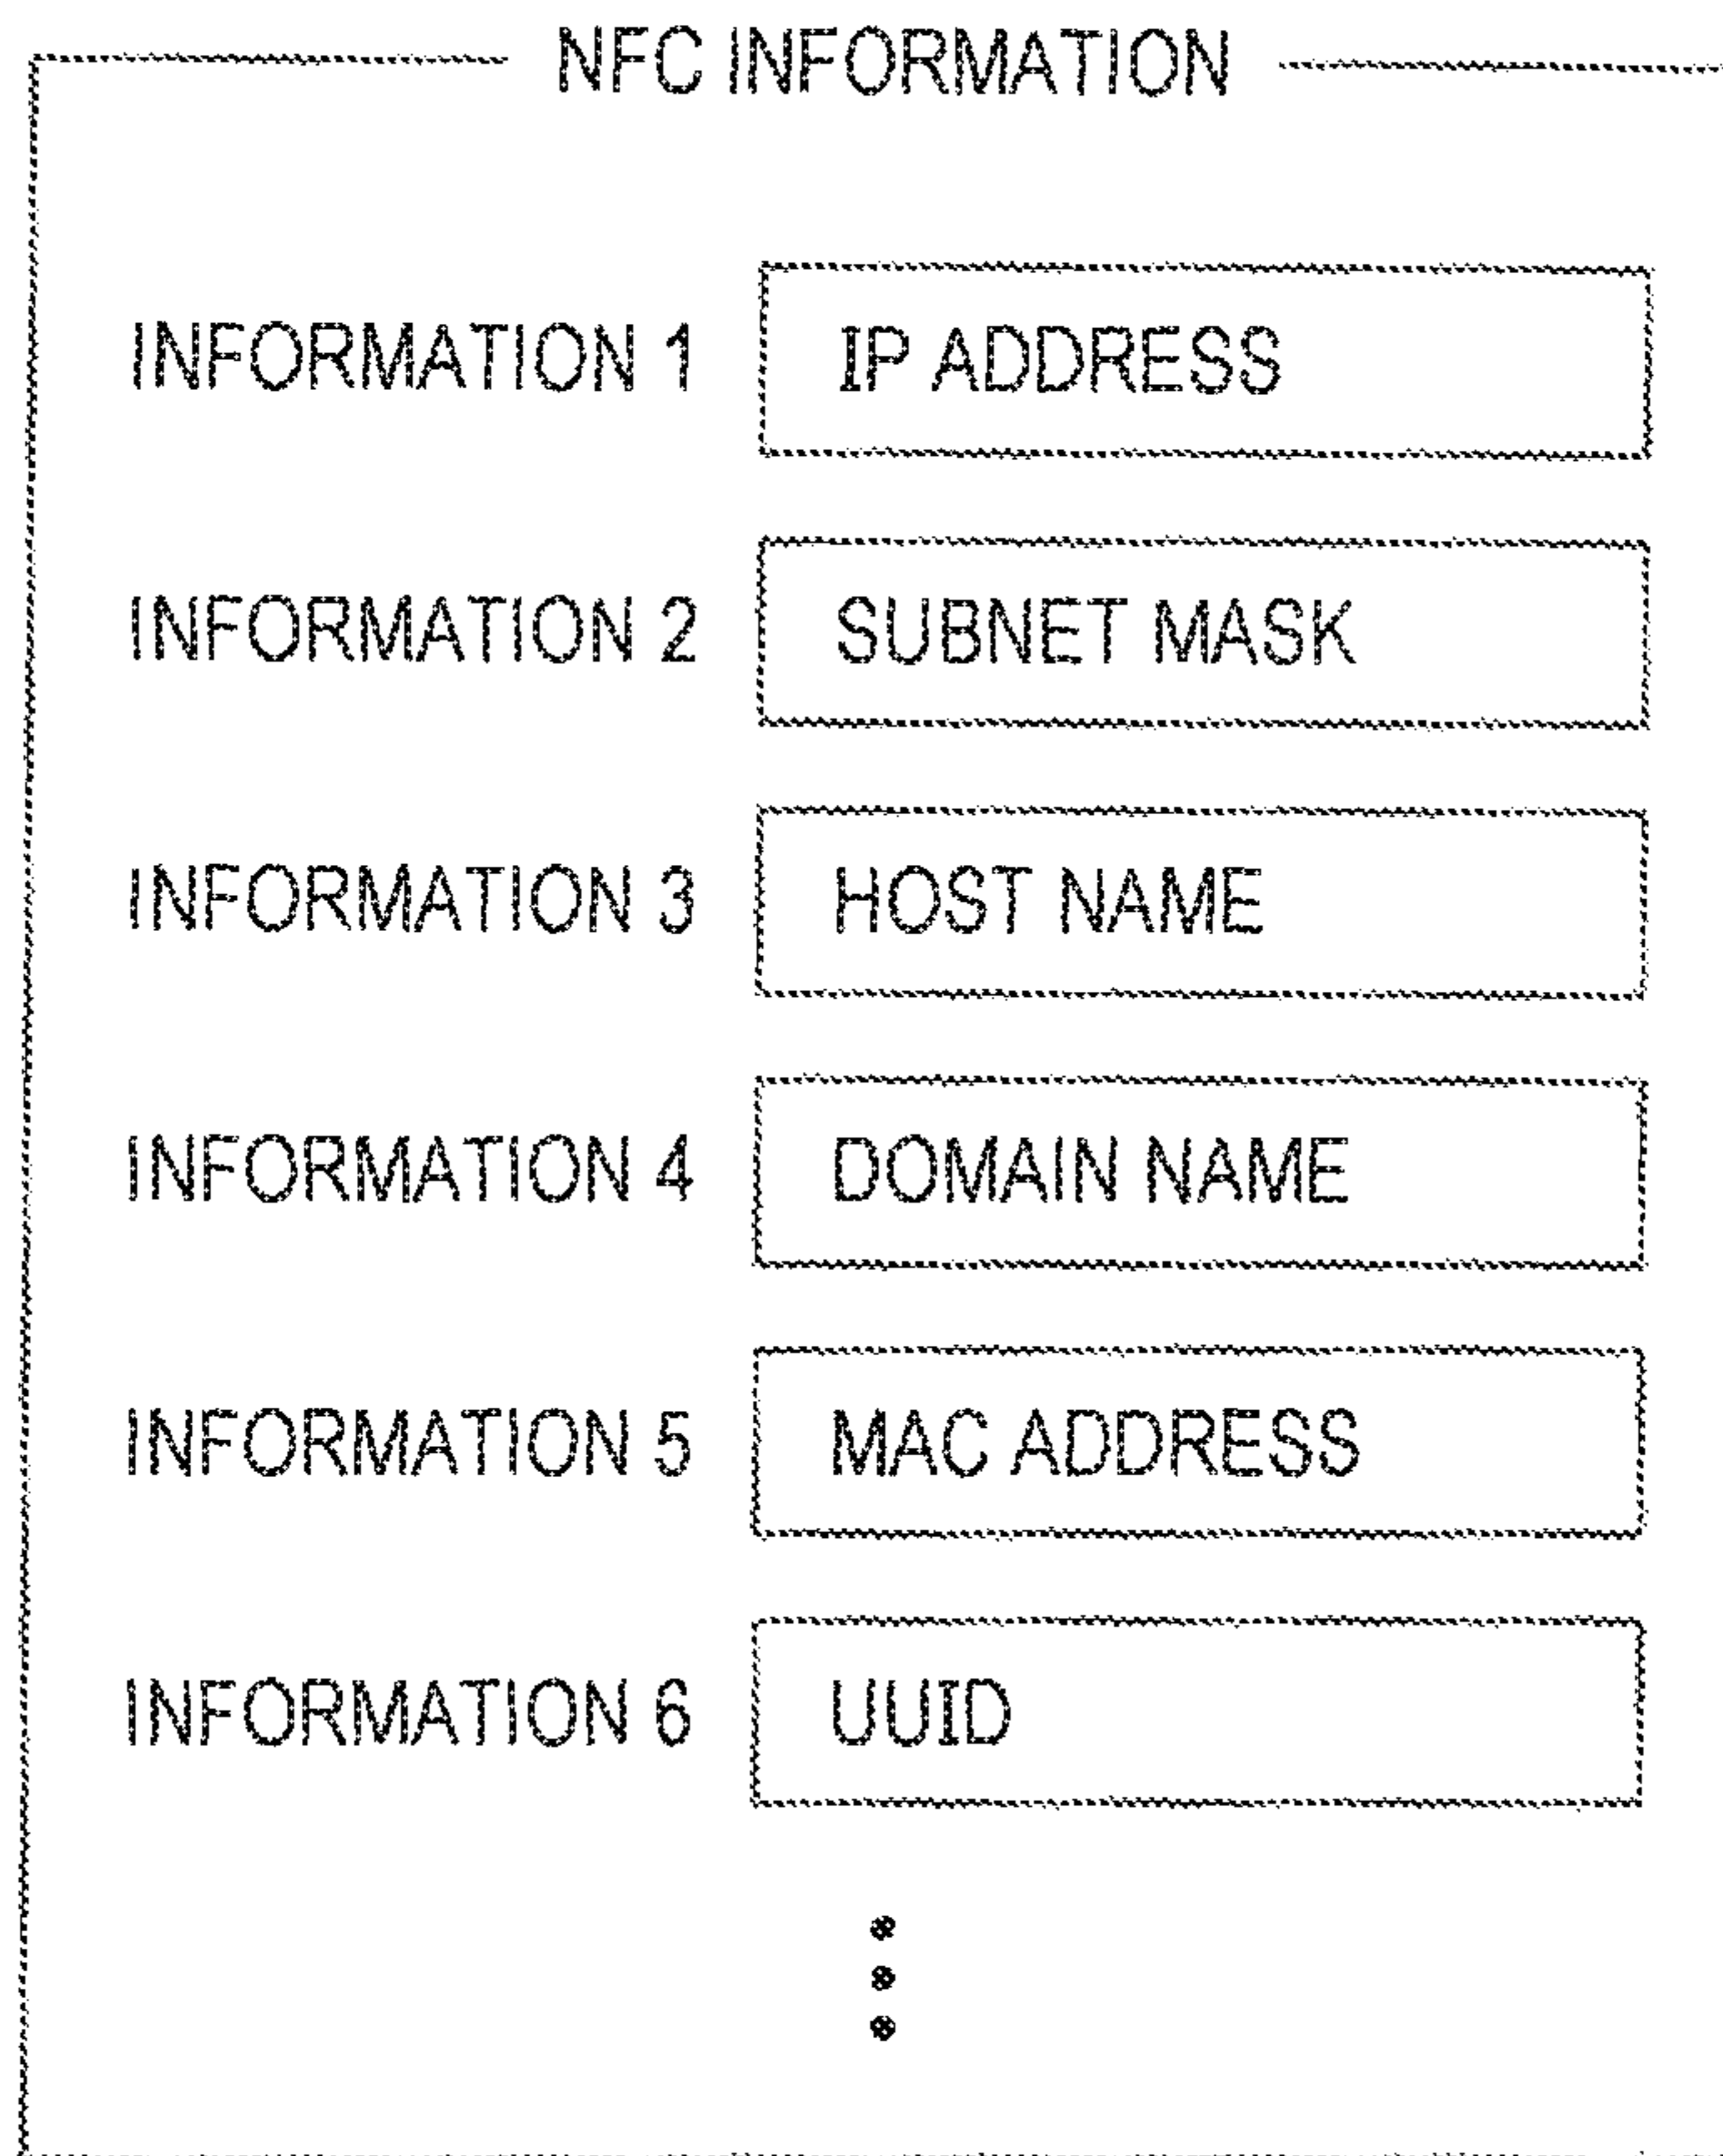 NFC INFORMATION
INFORMATION 1 IP ADDRESS
INFORMATION 2 SUBNET MASK
INFORMATION 3 HOST NAME
INFORMATION 4 DOMAIN NAME
INFORMATION 5 MAC ADDRESS
INFORMATION 6 UUID